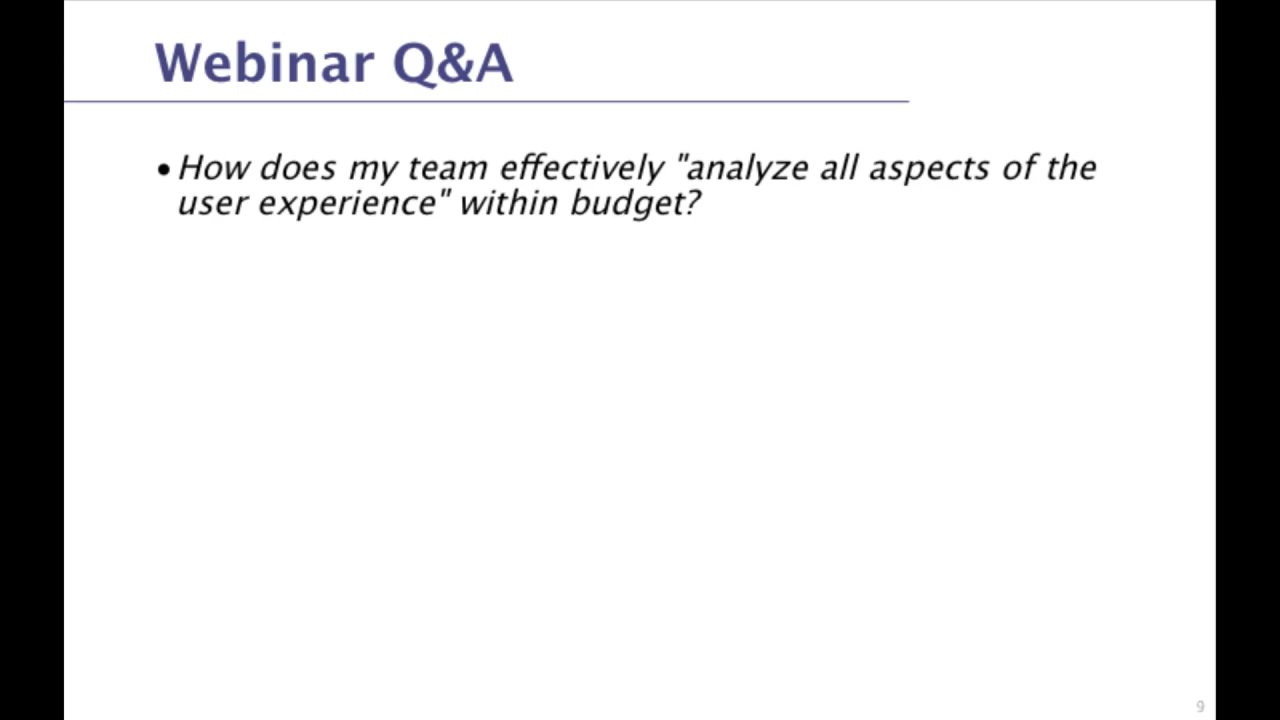 Webinar Q&A
• How does my team effectively "analyze all aspects of the
user experience" within budget?
9